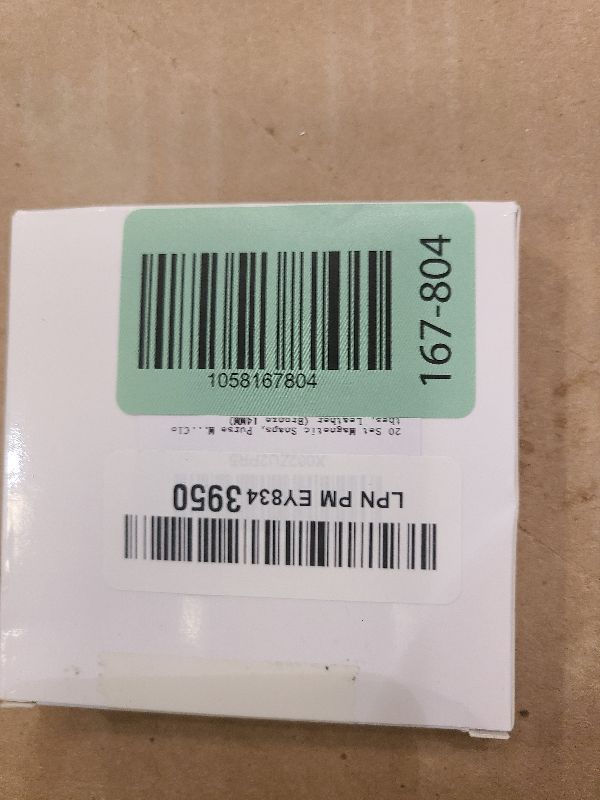 1058167804
167-804
20 Set Magnetic Snaps, Purse M...Clo
thes, Leather (Bronze 14MM)
LPN PM EY834 3950